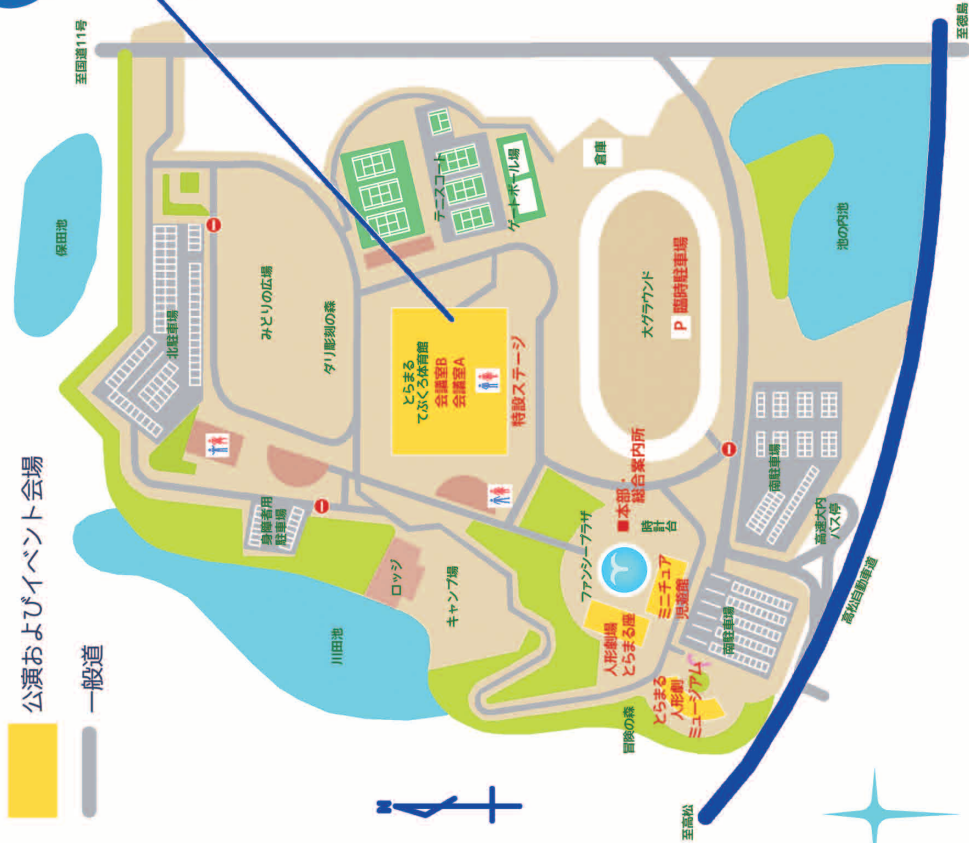 公演およびイベント会場
一般道
至国道11号
至徳島
保田池
北駐車場
みどりの広場
ダリ彫刻の森
テニスコート
ゲートボール場
倉庫
池の内池
とらまる
てぶくろ体育館
会議室B
会議室A
特設ステージ
大グラウンド
P 臨時駐車場
身障者用
駐車場
川田池
ロッジ
キャンプ場
ファンシープラザ
■本部・
総合案内所
時計台
ミニチュア
児遊館
人形劇場
とらまる座
とらまる
人形劇
ミュージアム
冒険の森
南駐車場
南駐車場
高速大内
バス停
高松自動車道
至高松
N